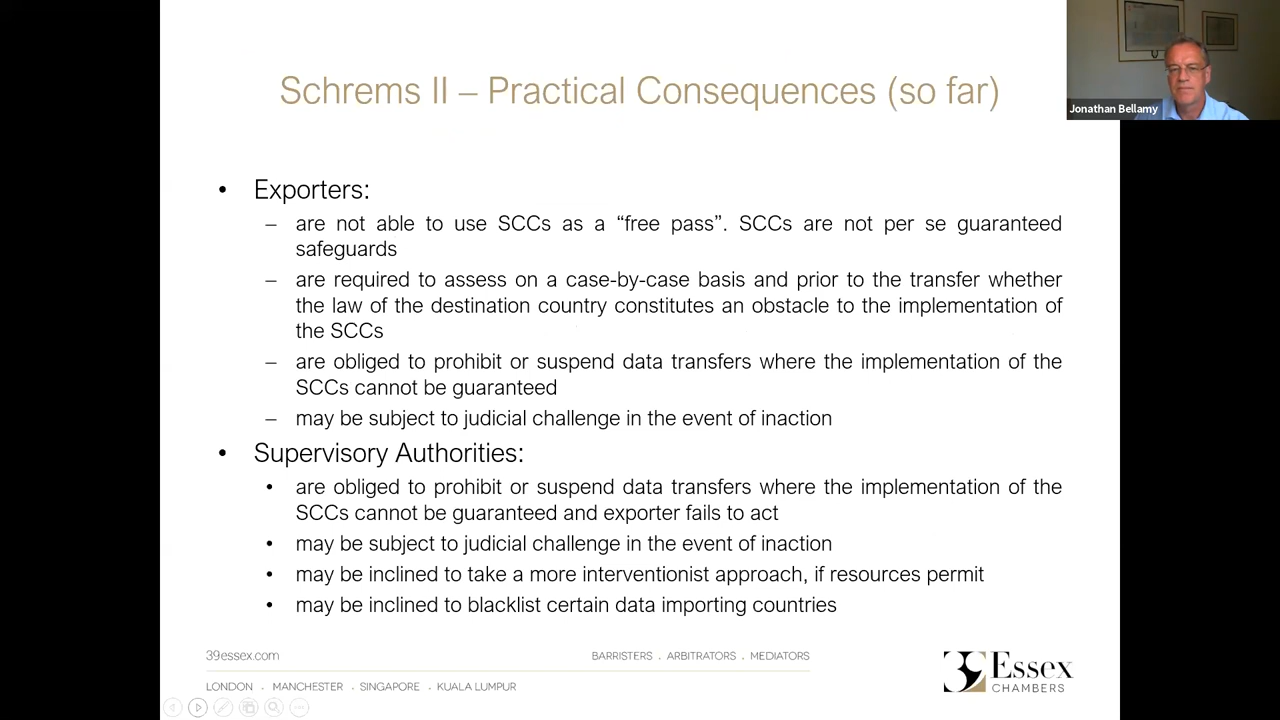 Schrems II – Practical Consequences (so far)
Jonathan Bellamy
• Exporters:
– are not able to use SCCs as a “free pass”. SCCs are not per se guaranteed
safeguards
– are required to assess on a case-by-case basis and prior to the transfer whether
the law of the destination country constitutes an obstacle to the implementation of
the SCCs
– are obliged to prohibit or suspend data transfers where the implementation of the
SCCs cannot be guaranteed
– may be subject to judicial challenge in the event of inaction
• Supervisory Authorities:
• are obliged to prohibit or suspend data transfers where the implementation of the
SCCs cannot be guaranteed and exporter fails to act
• may be subject to judicial challenge in the event of inaction
• may be inclined to take a more interventionist approach, if resources permit
• may be inclined to blacklist certain data importing countries
39essex.com
BARRISTERS . ARBITRATORS . MEDIATORS
LONDON . MANCHESTER . SINGAPORE . KUALA LUMPUR
39 Essex
CHAMBERS